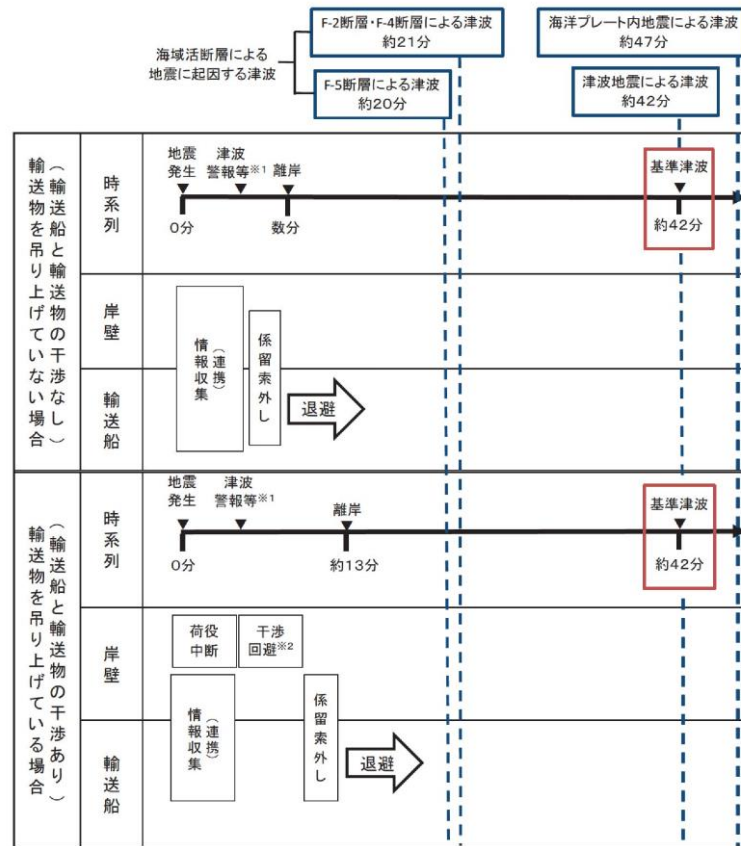 海域活断層による
地震に起因する津波
F-2断層・F-4断層による津波
約21分
F-5断層による津波
約20分
海洋プレート内地震による津波
約47分
津波地震による津波
約42分
輸送物を吊り上げていない場合
(輸送船と輸送物の干渉なし)
時系列
地震
発生
津波
警報等※1
離岸
基準津波
0分
数分
約42分
岸壁
輸送船
情報収集
(連携)
係留索外し
退避
輸送物を吊り上げている場合
(輸送船と輸送物の干渉あり)
時系列
地震
発生
津波
警報等※1
離岸
基準津波
0分
約13分
約42分
岸壁
荷役
中断
干渉
回避※2
輸送船
情報収集
(連携)
係留索外し
退避